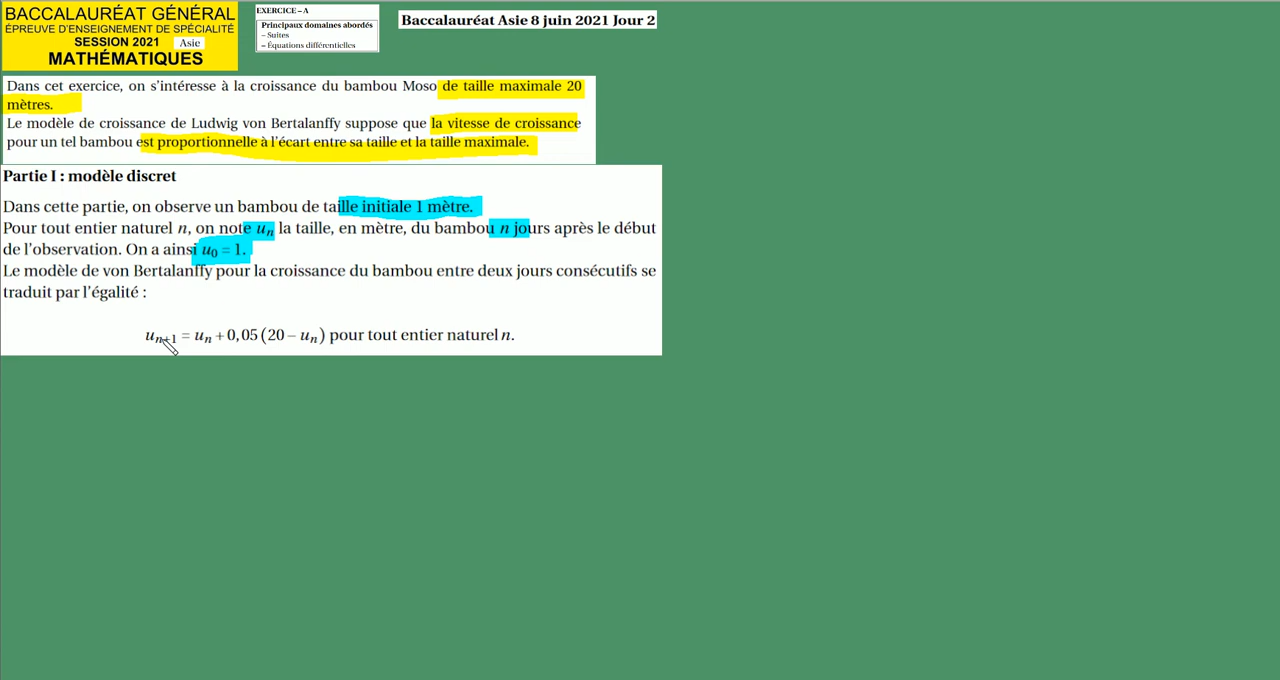 BACCALAURÉAT GÉNÉRAL
ÉPREUVE D'ENSEIGNEMENT DE SPÉCIALITÉ
SESSION 2021 Asie
MATHÉMATIQUES
EXERCICE – A
Principaux domaines abordés
– Suites
– Équations différentielles
Baccalauréat Asie 8 juin 2021 Jour 2
Dans cet exercice, on s'intéresse à la croissance du bambou Moso de taille maximale 20
mètres.
Le modèle de croissance de Ludwig von Bertalanffy suppose que la vitesse de croissance
pour un tel bambou est proportionnelle à l'écart entre sa taille et la taille maximale.
Partie I : modèle discret
Dans cette partie, on observe un bambou de taille initiale 1 mètre.
Pour tout entier naturel n, on note uₙ la taille, en mètre, du bambou n jours après le début
de l'observation. On a ainsi u₀ = 1.
Le modèle de von Bertalanffy pour la croissance du bambou entre deux jours consécutifs se
traduit par l'égalité :
uₙ₊₁ = uₙ + 0,05 (20 – uₙ) pour tout entier naturel n.